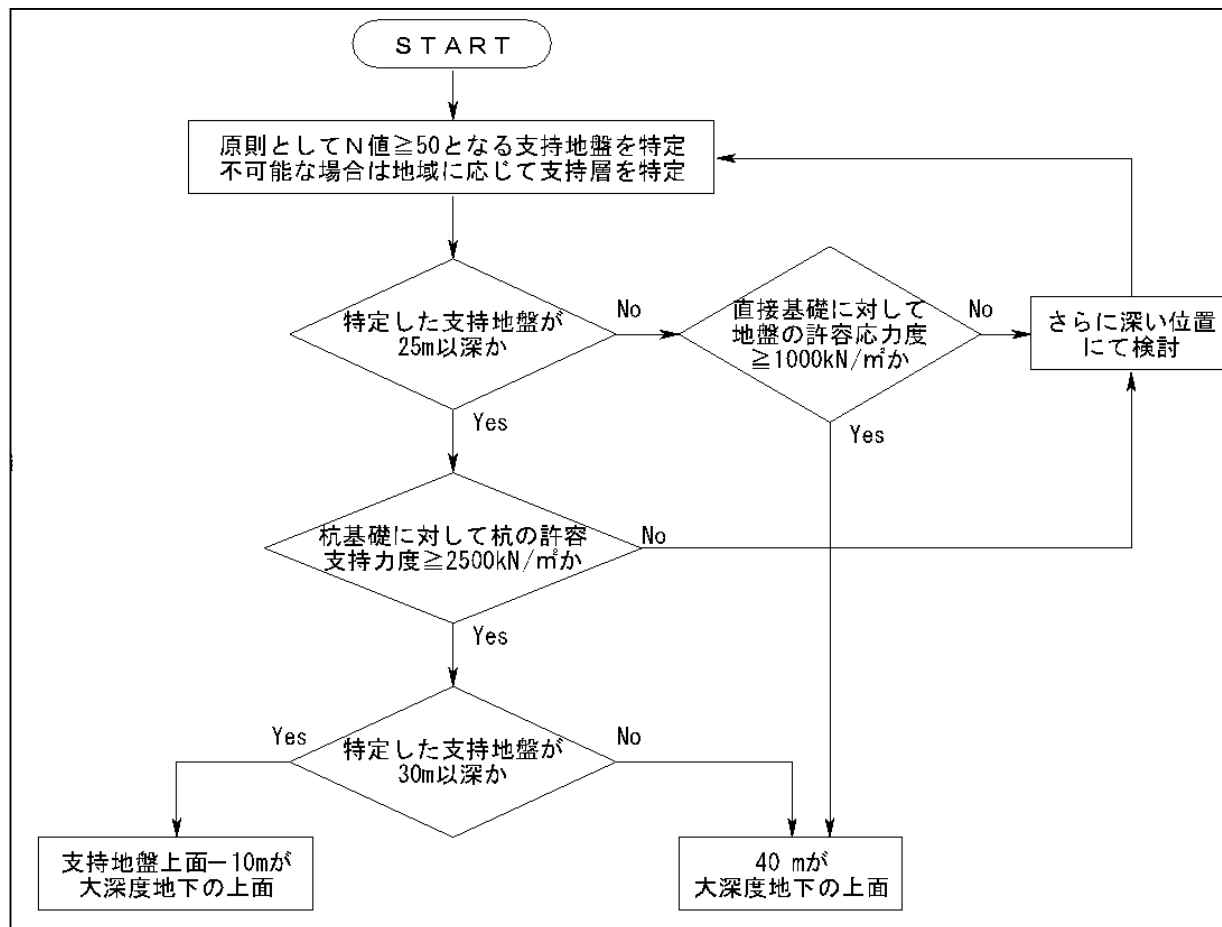 START
原則としてN値≧50となる支持地盤を特定
不可能な場合は地域に応じて支持層を特定
特定した支持地盤が
25m以深か
No
直接基礎に対して
地盤の許容応力度
≧1000kN/㎡か
No
さらに深い位置
にて検討
Yes
Yes
杭基礎に対して杭の許容
支持力度≧2500kN/㎡か
No
Yes
特定した支持地盤が
30m以深か
Yes
No
支持地盤上面－10mが
大深度地下の上面
40 mが
大深度地下の上面